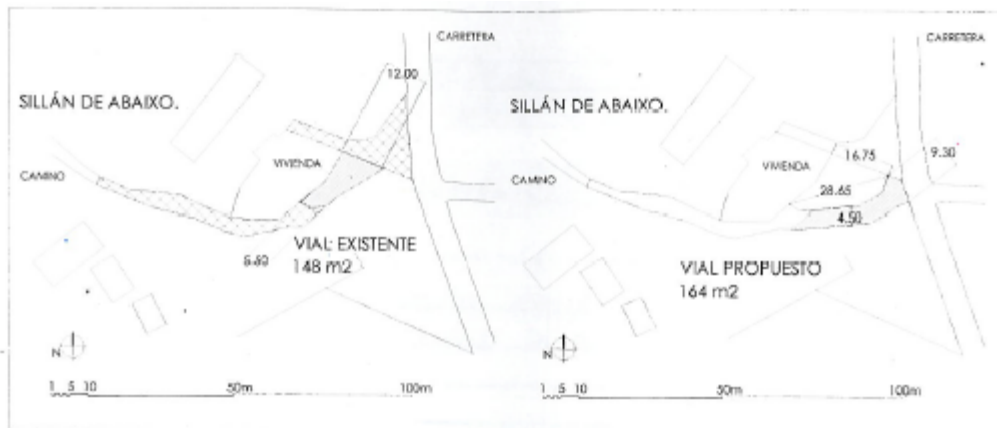 CARRETERA
12.00
SILLÁN DE ABAIXO.
VIVIENDA
CAMINO
VIAL EXISTENTE
148 m2
N
1 5 10 50m 100m
CARRETERA
SILLÁN DE ABAIXO.
16.75
9.30
VIVIENDA
CAMINO
28.65
4.50
VIAL PROPUESTO
164 m2
N
1 5 10 50m 100m